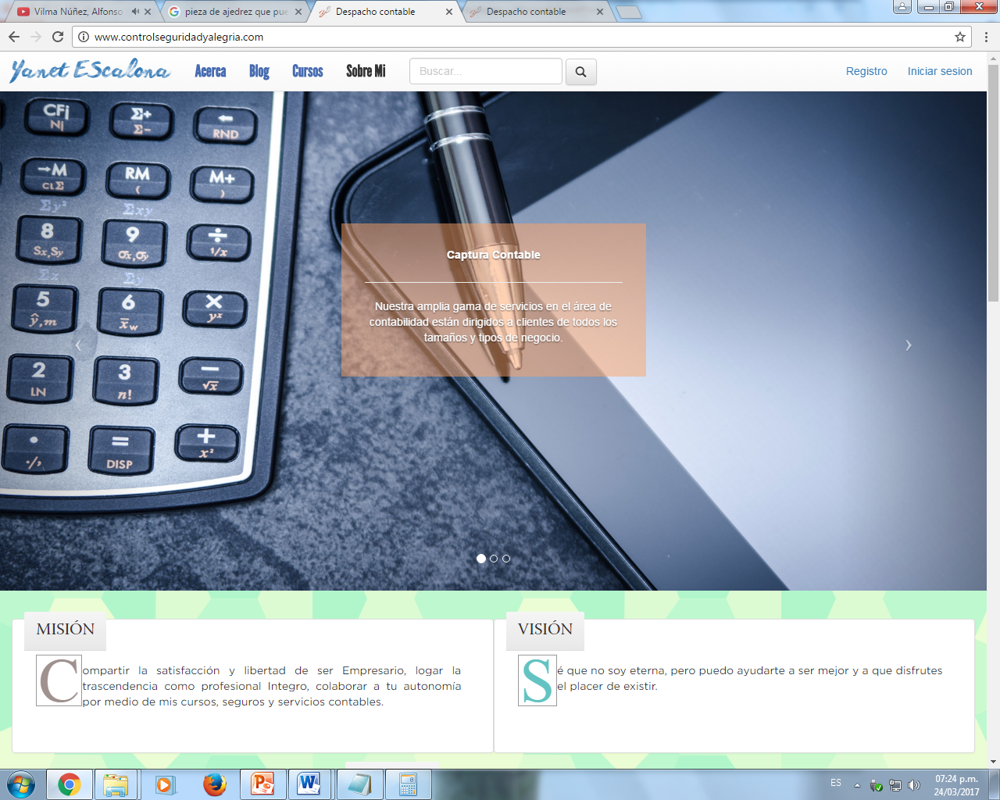 Vilma Núñez, Alfonso
pieza de ajedrez que pue
Despacho contable
Despacho contable
www.controlseguridadyalegria.com
Yanet EScalona
Acerca
Blog
Cursos
Sobre Mi
Buscar...
Registro
Iniciar sesion
CFj
Nj
Σ+
Σ−
←
RND
→M
CLΣ
RM
(
M+
)
Σy²
Σxy
8
Sx,Sy
9
σx,σy
÷
1/x
Σx
Σy
5
ŷ,m
6
x̅w
×
yˣ
2
LN
3
n!
−
√x
·
·/,
=
DISP
+
x²
Captura Contable
Nuestra amplia gama de servicios en el área de
contabilidad están dirigidos a clientes de todos los
tamaños y tipos de negocio.
MISIÓN
Compartir la satisfacción y libertad de ser Empresario, logar la
trascendencia como profesional Integro, colaborar a tu autonomía
por medio de mis cursos, seguros y servicios contables.
VISIÓN
Sé que no soy eterna, pero puedo ayudarte a ser mejor y a que disfrutes
el placer de existir.
ES
07:24 p.m.
24/03/2017